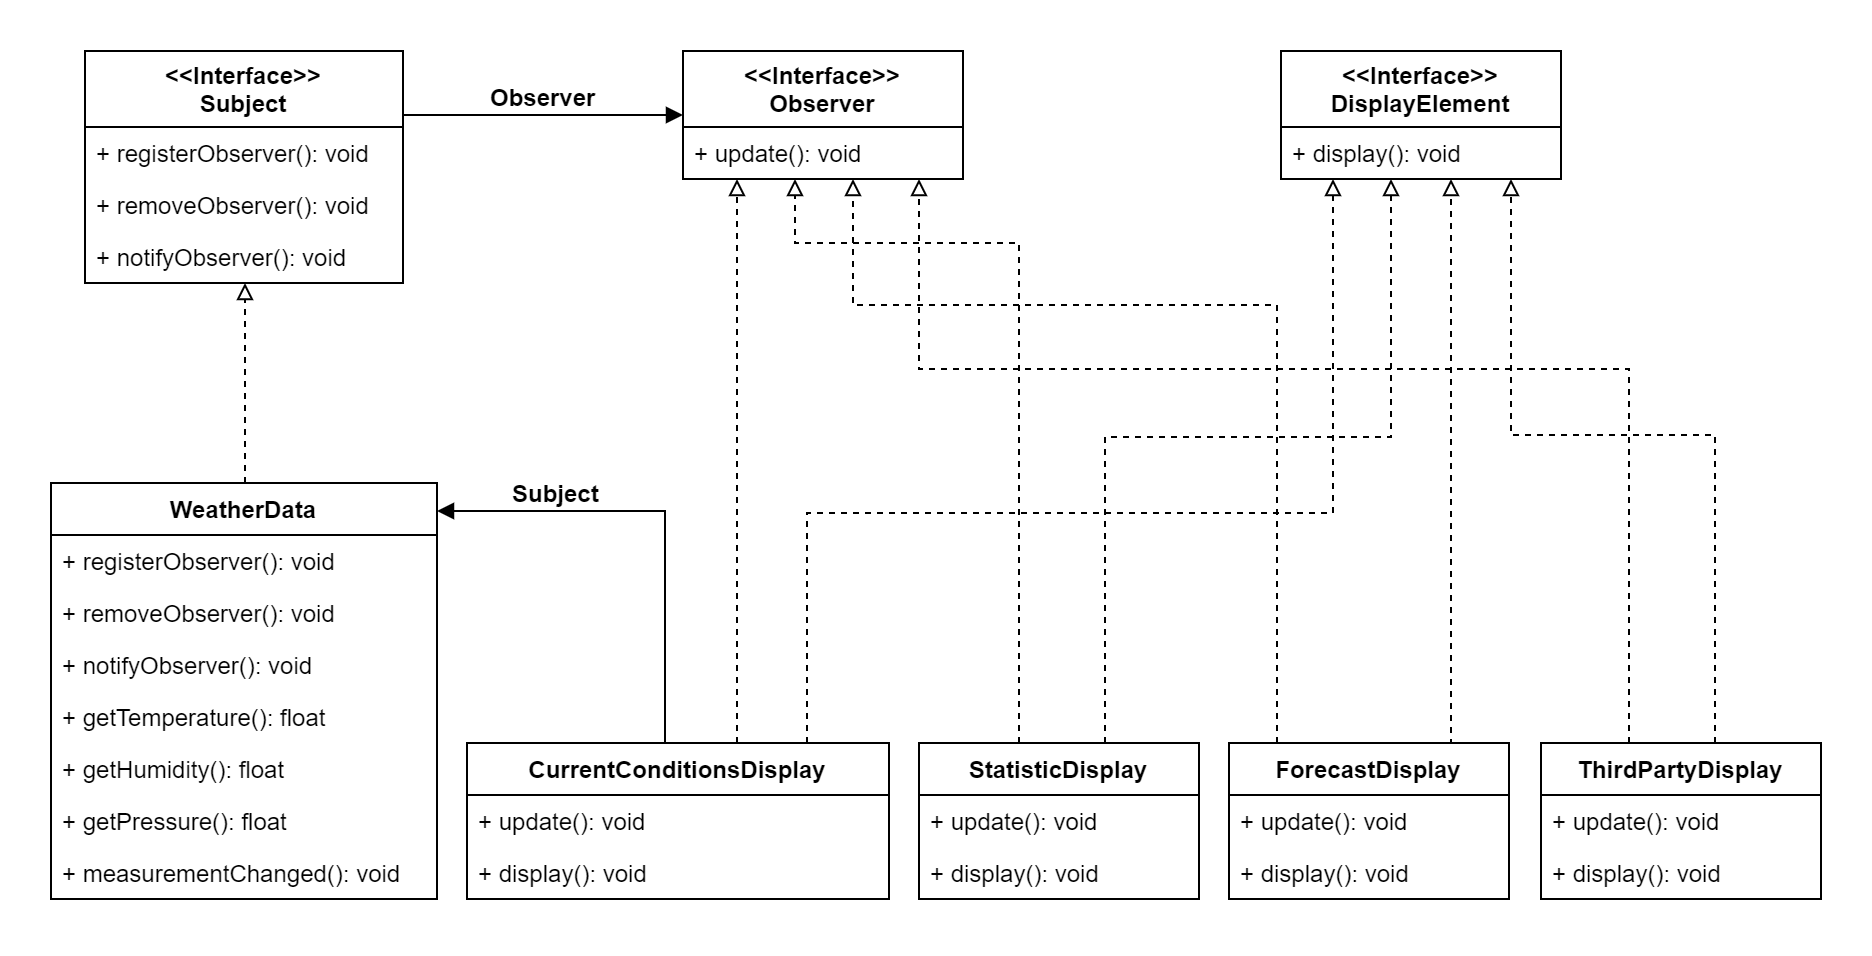 <<Interface>>
Subject
+ registerObserver(): void
+ removeObserver(): void
+ notifyObserver(): void
Observer
<<Interface>>
Observer
+ update(): void
<<Interface>>
DisplayElement
+ display(): void
WeatherData
+ registerObserver(): void
+ removeObserver(): void
+ notifyObserver(): void
+ getTemperature(): float
+ getHumidity(): float
+ getPressure(): float
+ measurementChanged(): void
Subject
CurrentConditionsDisplay
+ update(): void
+ display(): void
StatisticDisplay
+ update(): void
+ display(): void
ForecastDisplay
+ update(): void
+ display(): void
ThirdPartyDisplay
+ update(): void
+ display(): void